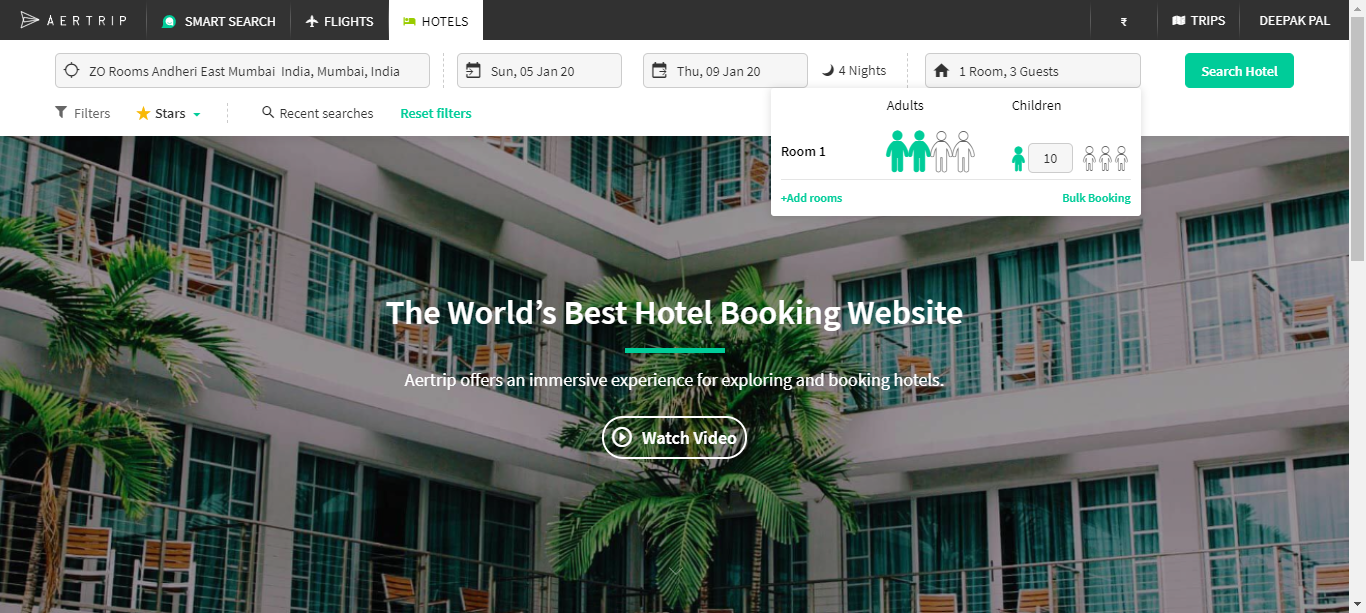 AERTRIP
SMART SEARCH
FLIGHTS
HOTELS
₹
TRIPS
DEEPAK PAL
ZO Rooms Andheri East Mumbai India, Mumbai, India
Sun, 05 Jan 20
Thu, 09 Jan 20
4 Nights
1 Room, 3 Guests
Search Hotel
Filters
Stars
Recent searches
Reset filters
Adults
Children
Room 1
10
+Add rooms
Bulk Booking
The World’s Best Hotel Booking Website
Aertrip offers an immersive experience for exploring and booking hotels.
Watch Video